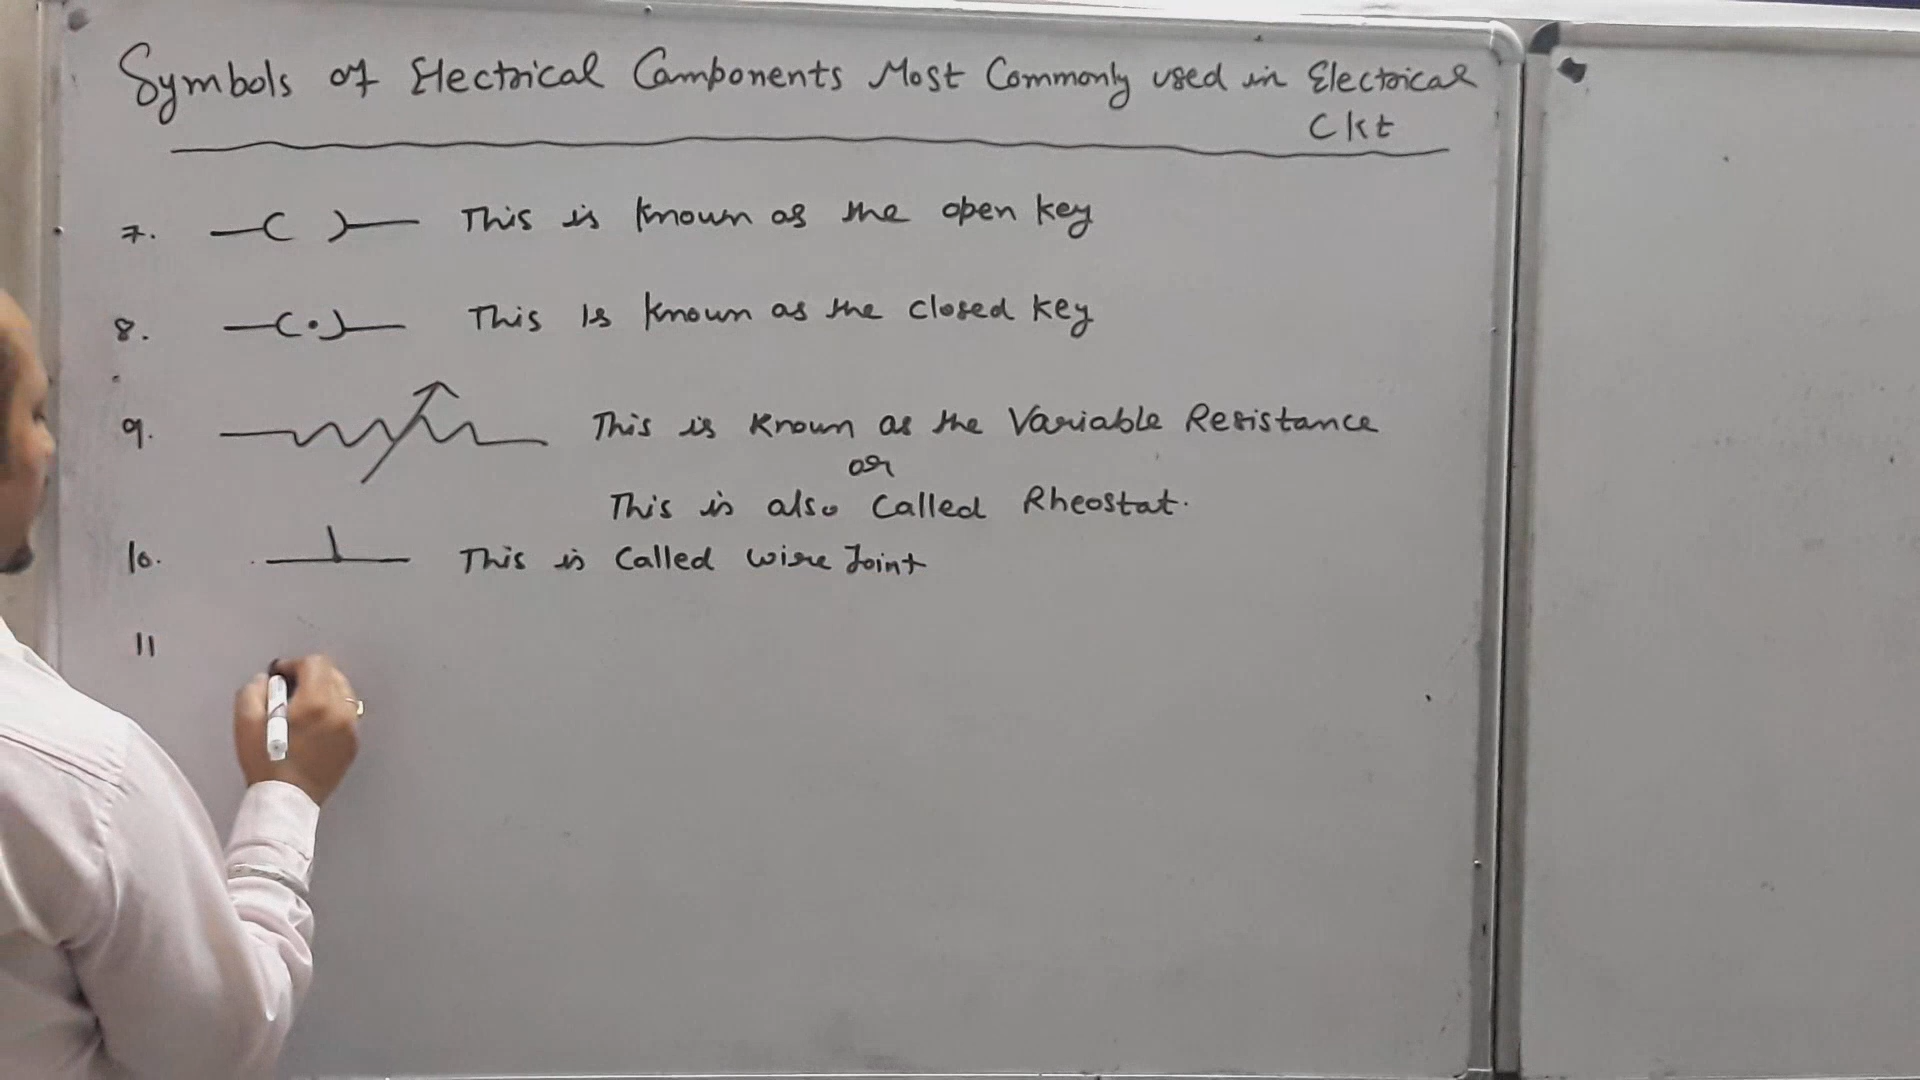 Symbols of Electrical Components Most Commonly used in Electrical
Ckt
7. This is known as the open key
8. This is known as the closed key
9. This is known as the Variable Resistance
or
This is also called Rheostat.
10. This is called wire Joint
11